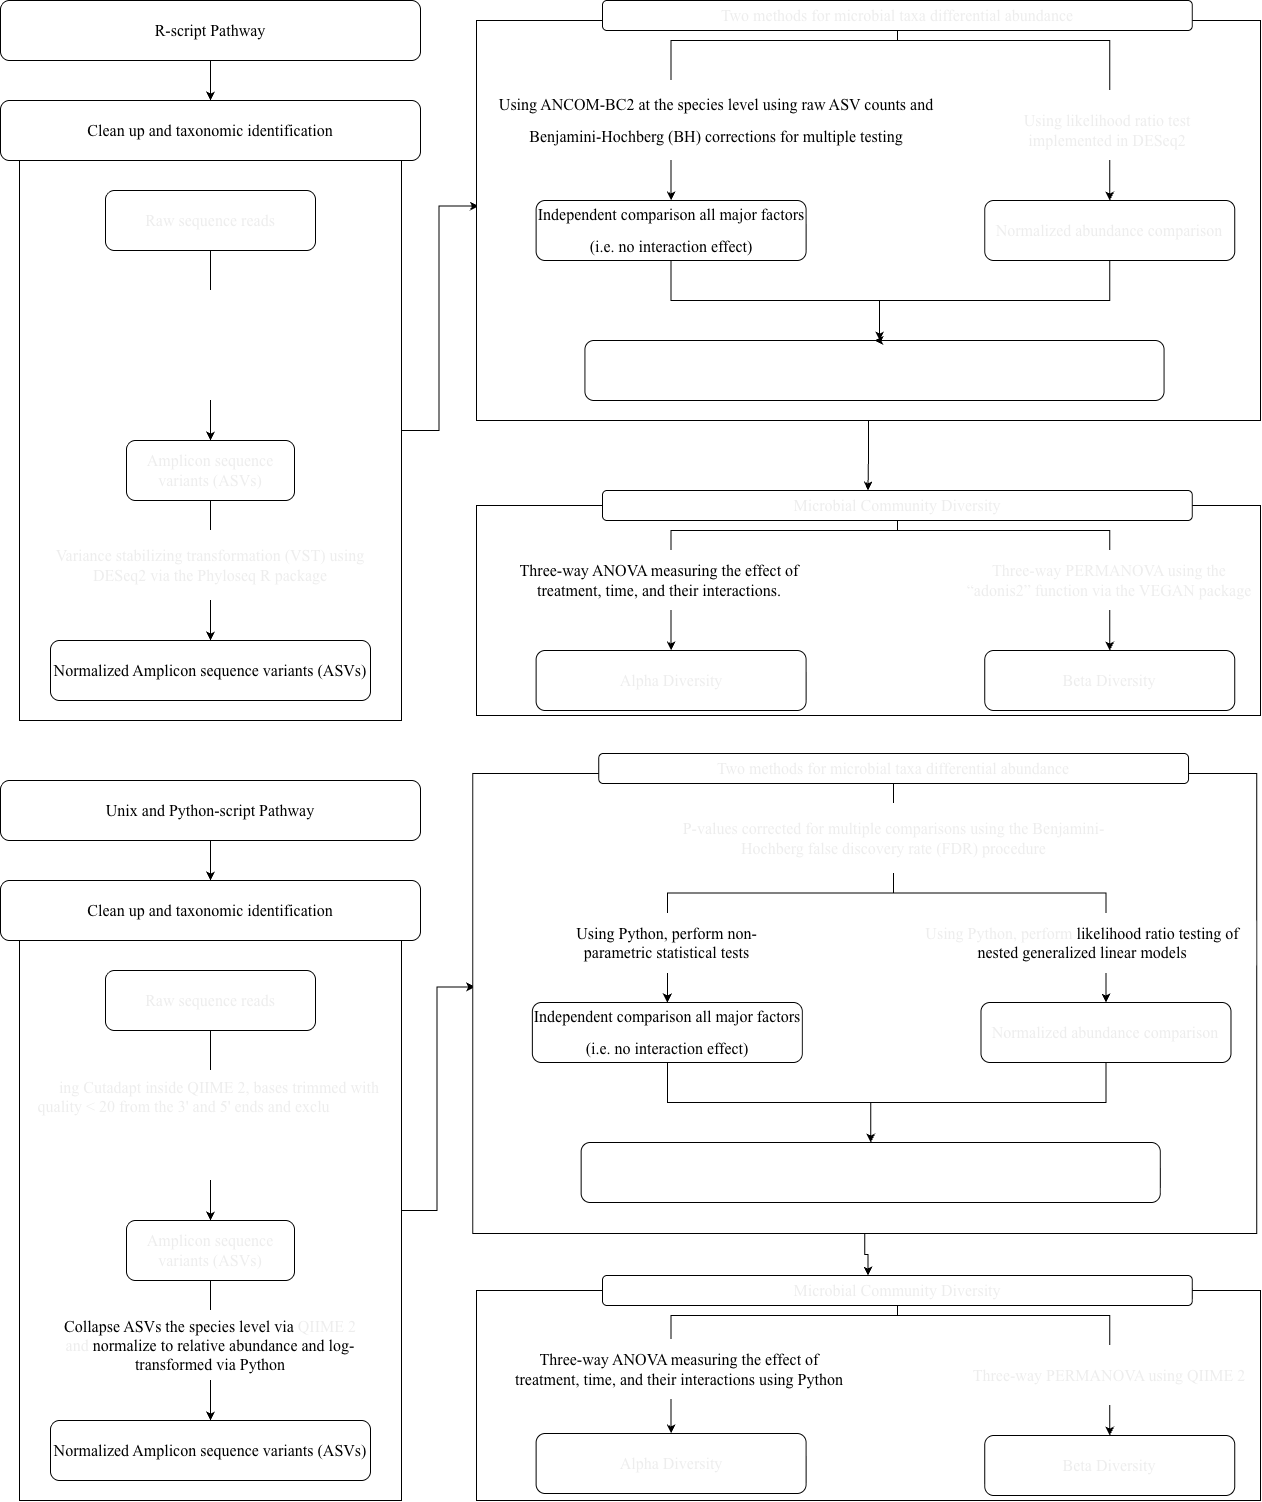 R-script Pathway
Clean up and taxonomic identification
Raw sequence reads
Amplicon sequence
variants (ASVs)
Variance stabilizing transformation (VST) using
DESeq2 via the Phyloseq R package
Normalized Amplicon sequence variants (ASVs)
Two methods for microbial taxa differential abundance
Using ANCOM-BC2 at the species level using raw ASV counts and
Benjamini-Hochberg (BH) corrections for multiple testing
Using likelihood ratio test
implemented in DESeq2
Independent comparison all major factors
(i.e. no interaction effect)
Normalized abundance comparison
Microbial Community Diversity
Three-way ANOVA measuring the effect of
treatment, time, and their interactions.
Three-way PERMANOVA using the
“adonis2” function via the VEGAN package
Alpha Diversity
Beta Diversity
Unix and Python-script Pathway
Clean up and taxonomic identification
Raw sequence reads
ing Cutadapt inside QIIME 2, bases trimmed with
quality < 20 from the 3' and 5' ends and exclu
Amplicon sequence
variants (ASVs)
Collapse ASVs the species level via QIIME 2
and normalize to relative abundance and log-
transformed via Python
Normalized Amplicon sequence variants (ASVs)
Two methods for microbial taxa differential abundance
P-values corrected for multiple comparisons using the Benjamini-
Hochberg false discovery rate (FDR) procedure
Using Python, perform non-
parametric statistical tests
Using Python, perform likelihood ratio testing of
nested generalized linear models
Independent comparison all major factors
(i.e. no interaction effect)
Normalized abundance comparison
Microbial Community Diversity
Three-way ANOVA measuring the effect of
treatment, time, and their interactions using Python
Three-way PERMANOVA using QIIME 2
Alpha Diversity
Beta Diversity